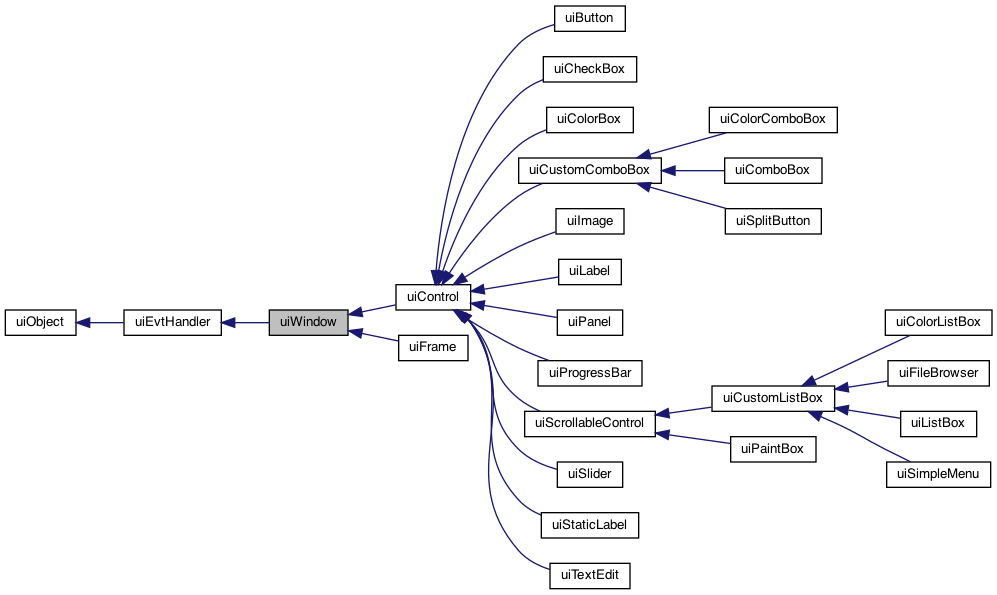 uiButton
uiCheckBox
uiColorBox
uiColorComboBox
uiCustomComboBox
uiComboBox
uiImage
uiSplitButton
uiLabel
uiControl
uiObject
uiEvtHandler
uiWindow
uiPanel
uiColorListBox
uiFrame
uiProgressBar
uiFileBrowser
uiCustomListBox
uiScrollableControl
uiListBox
uiPaintBox
uiSlider
uiSimpleMenu
uiStaticLabel
uiTextEdit